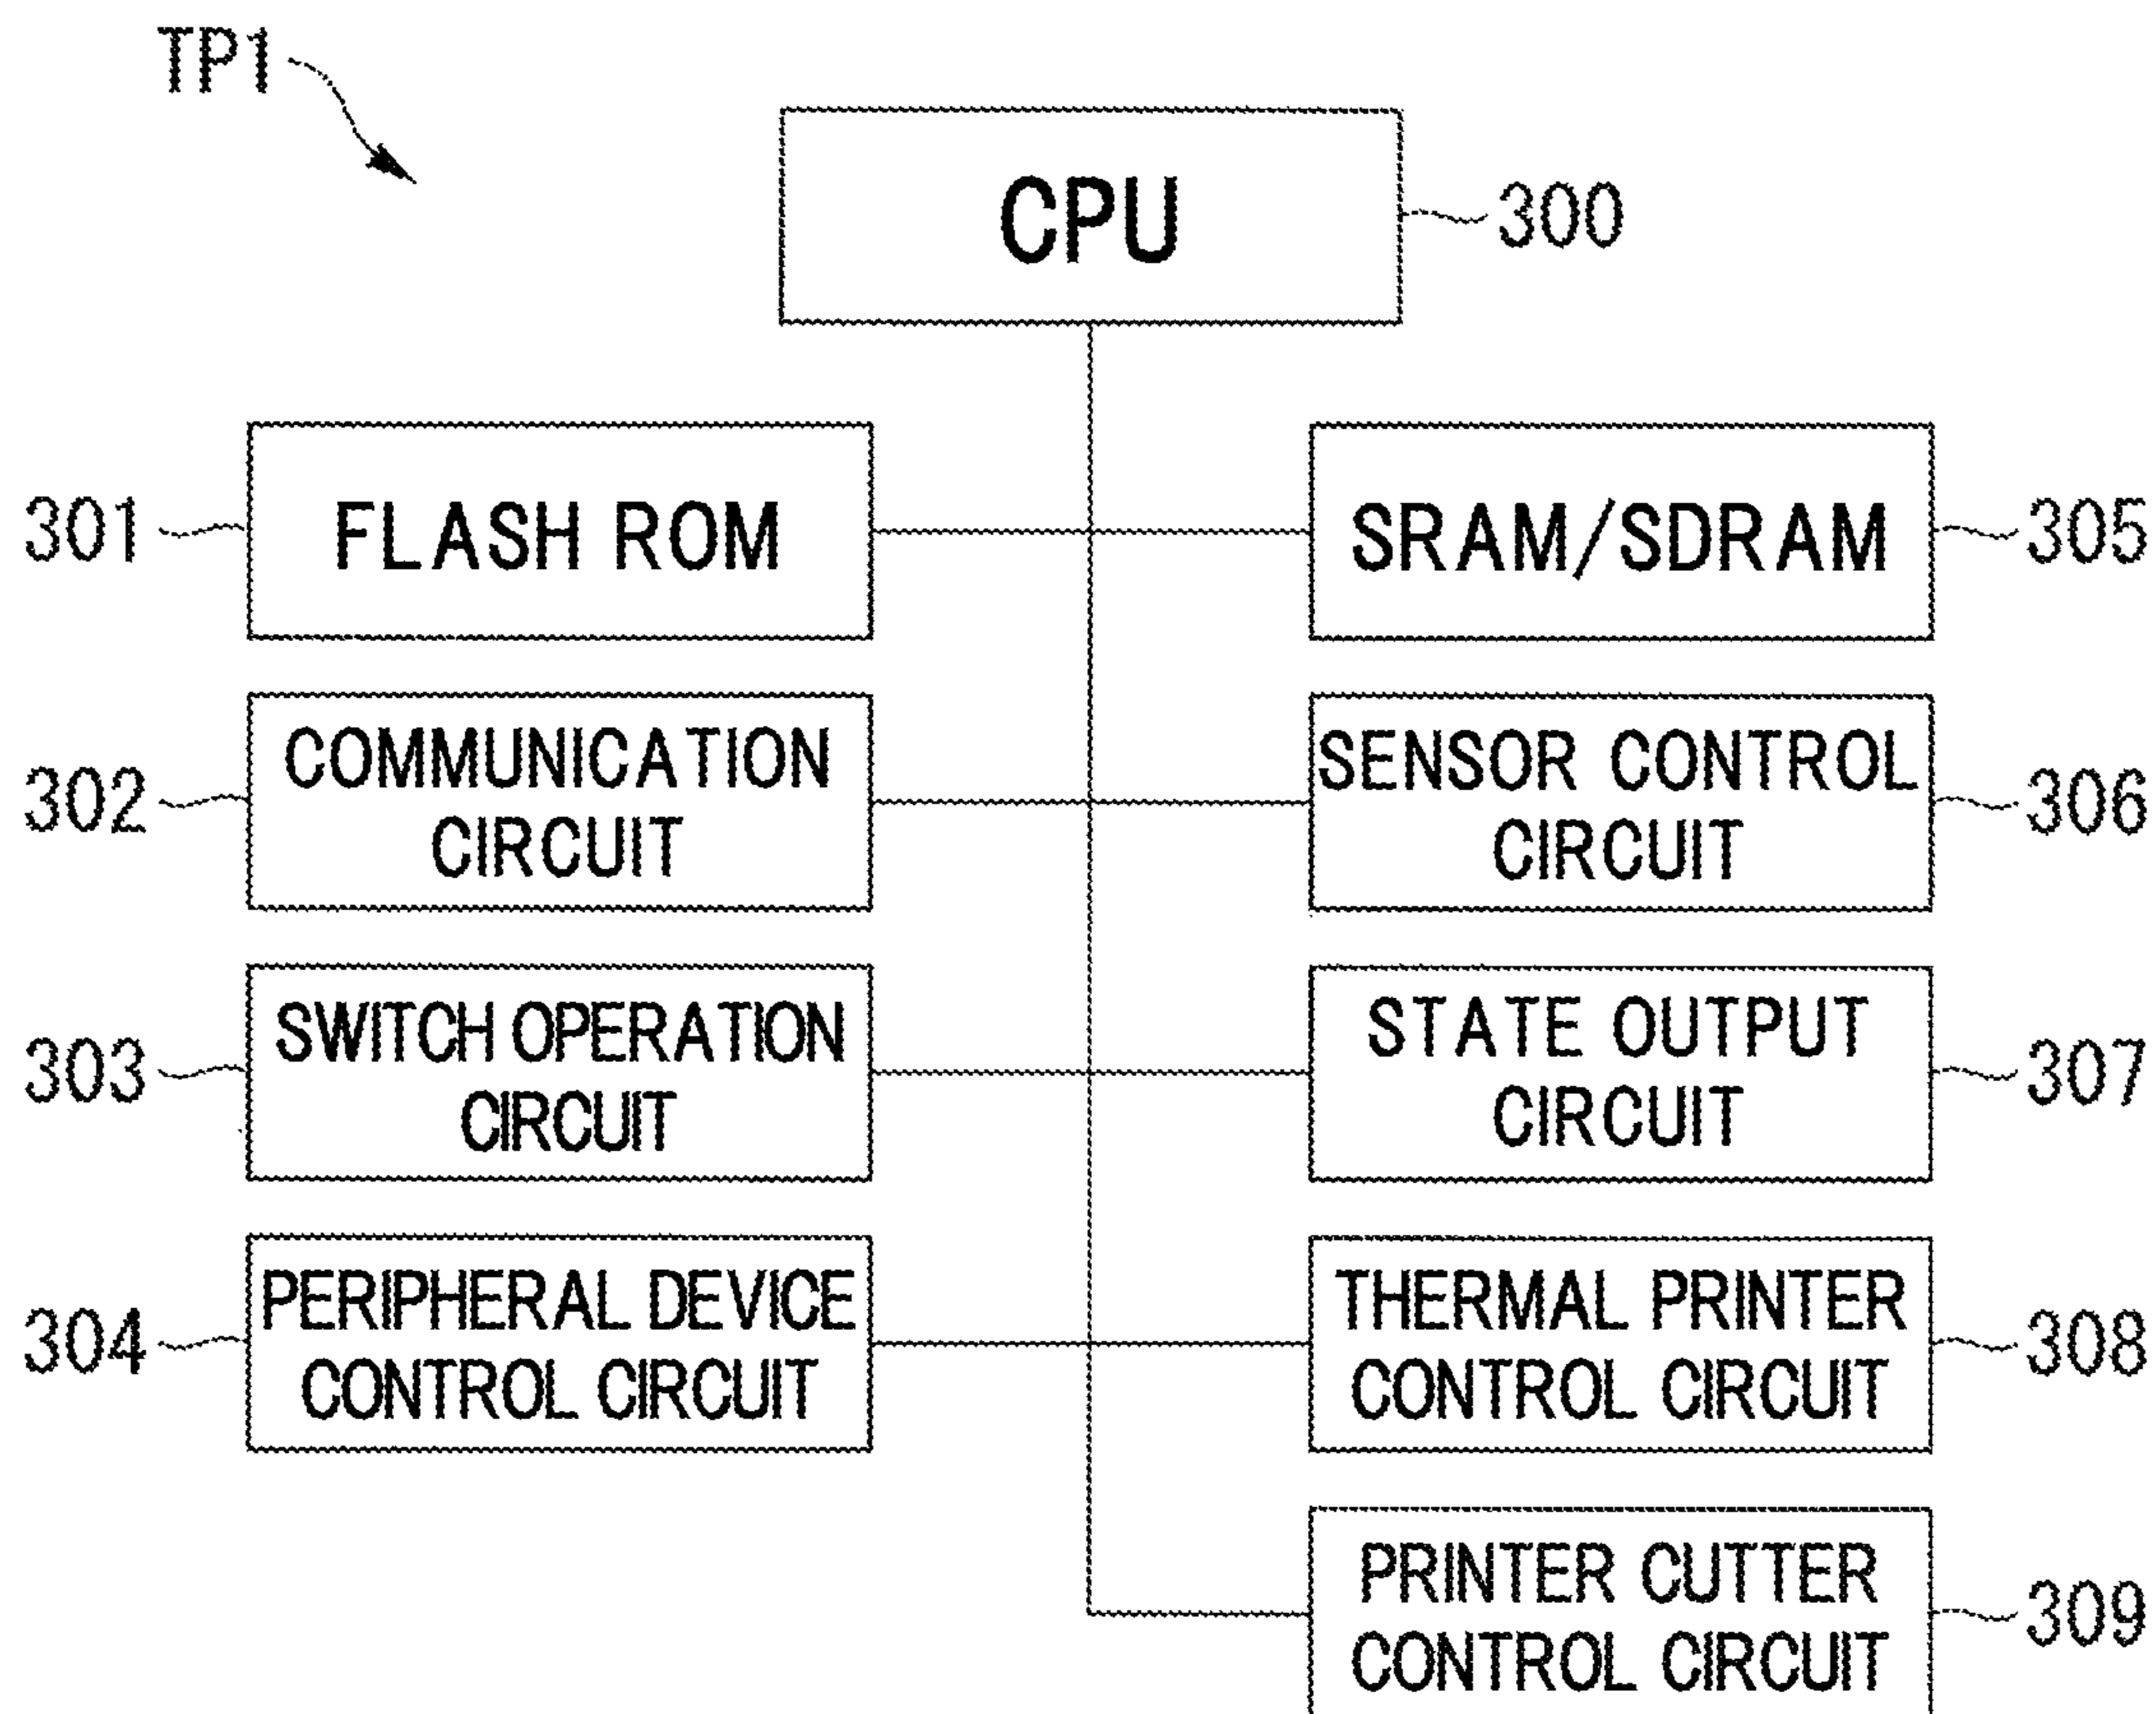 TP1
CPU
300
301
FLASH ROM
SRAM/SDRAM
305
302
COMMUNICATION
CIRCUIT
SENSOR CONTROL
CIRCUIT
306
303
SWITCH OPERATION
CIRCUIT
STATE OUTPUT
CIRCUIT
307
304
PERIPHERAL DEVICE
CONTROL CIRCUIT
THERMAL PRINTER
CONTROL CIRCUIT
308
PRINTER CUTTER
CONTROL CIRCUIT
309